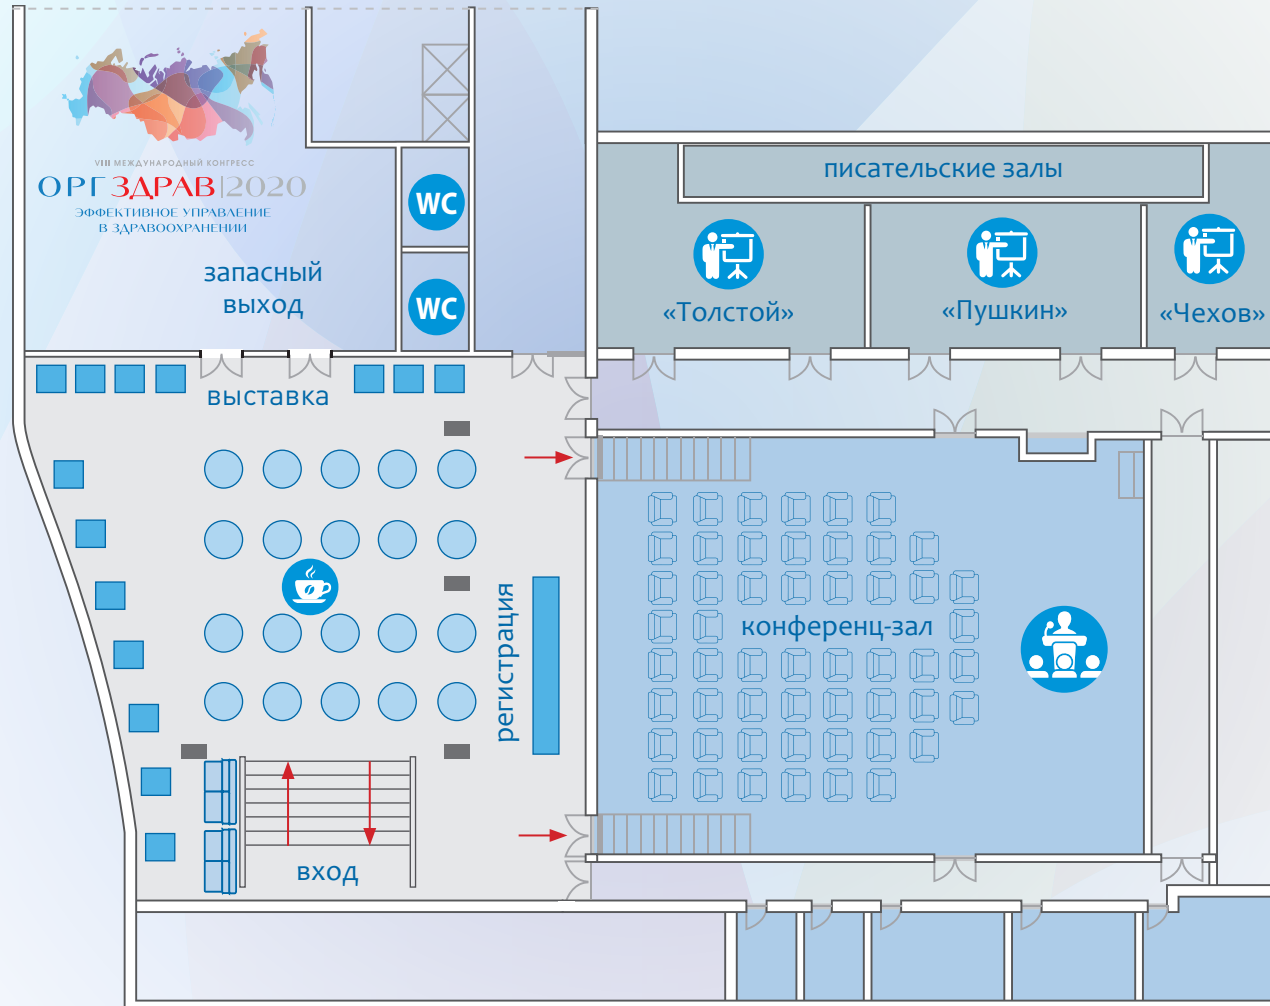 VIII МЕЖДУНАРОДНЫЙ КОНГРЕСС
ОРГЗДРАВ|2020
ЭФФЕКТИВНОЕ УПРАВЛЕНИЕ
В ЗДРАВООХРАНЕНИИ
запасный
выход
WC
WC
писательские залы
«Толстой»
«Пушкин»
«Чехов»
выставка
регистрация
конференц-зал
вход